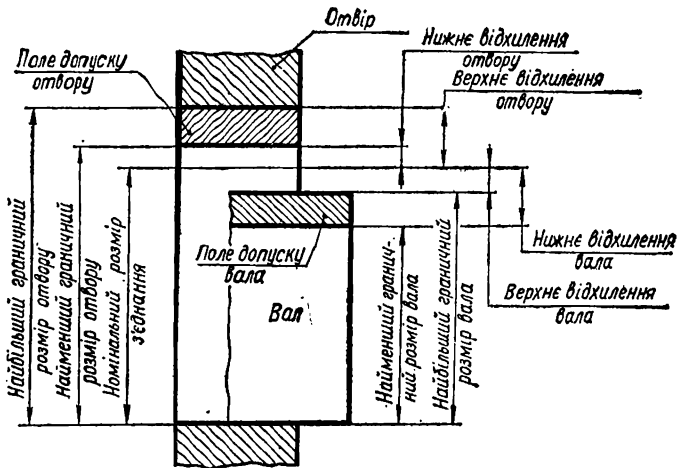 Отвір
Поле допуску
отвору
Нижнє відхилення
отвору
Верхнє відхилення
отвору
Найбільший граничний
розмір отвору
Найменший граничний
розмір отвору
Номінальний розмір
з'єднання
Поле допуску
вала
Вал
Найменший гранич-
ний розмір вала
Найбільший граничний
розмір вала
Нижнє відхилення
вала
Верхнє відхилення
вала